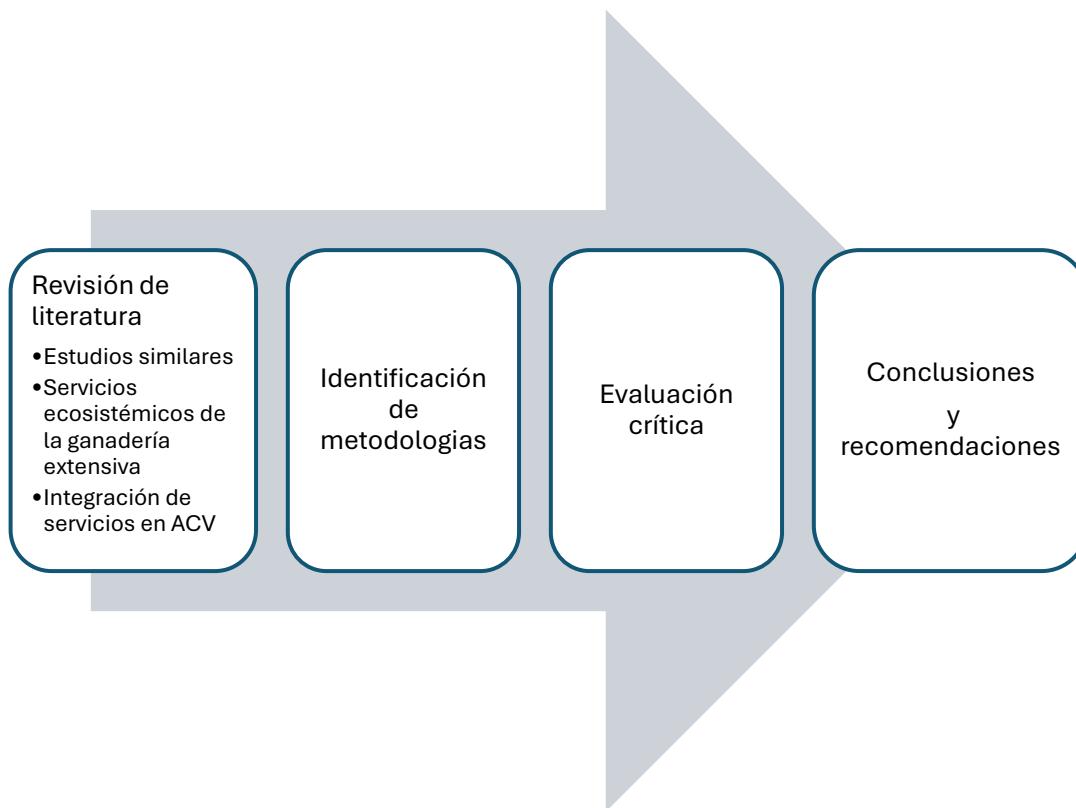 Revisión de
literatura
•Estudios similares
•Servicios
ecosistémicos de
la ganadería
extensiva
•Integración de
servicios en ACV
Identificación
de
metodologias
Evaluación
crítica
Conclusiones
y
recomendaciones